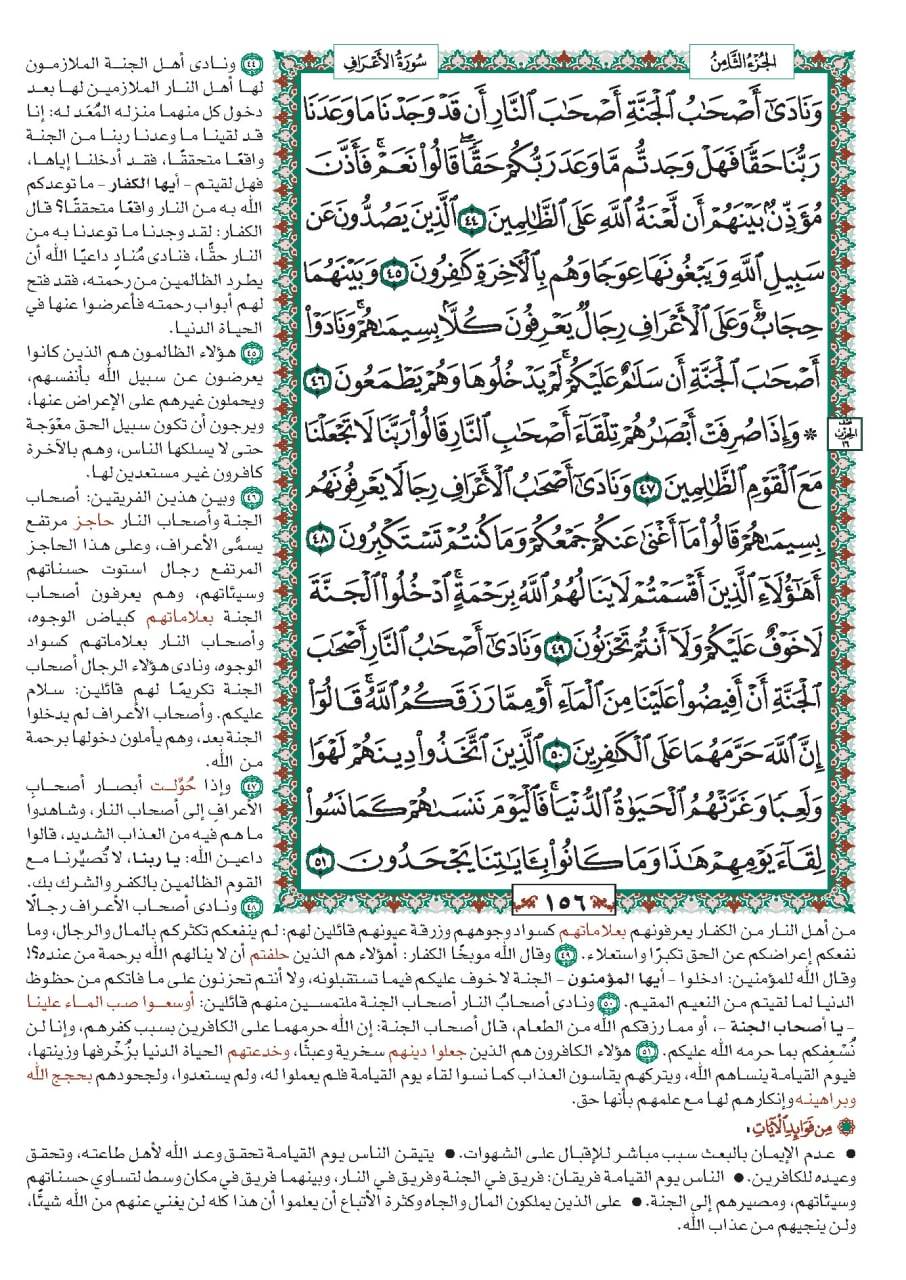 الجُزْءُ الثَّامِنُ
سُورَةُ الأَعْرَافِ
وَنَادَىٰٓ أَصْحَٰبُ ٱلْجَنَّةِ أَصْحَٰبَ ٱلنَّارِ أَن قَدْ وَجَدْنَا مَا وَعَدَنَا
رَبُّنَا حَقًّا فَهَلْ وَجَدتُّم مَّا وَعَدَ رَبُّكُمْ حَقًّا ۖ قَالُوا۟ نَعَمْ ۚ فَأَذَّنَ
مُؤَذِّنٌۢ بَيْنَهُمْ أَن لَّعْنَةُ ٱللَّهِ عَلَى ٱلظَّٰلِمِينَ ٤٤ ٱلَّذِينَ يَصُدُّونَ عَن
سَبِيلِ ٱللَّهِ وَيَبْغُونَهَا عِوَجًا وَهُم بِٱلْءَاخِرَةِ كَٰفِرُونَ ٤٥ وَبَيْنَهُمَا
حِجَابٌ ۚ وَعَلَى ٱلْأَعْرَافِ رِجَالٌ يَعْرِفُونَ كُلًّۢا بِسِيمَىٰهُمْ ۚ وَنَادَوْا۟
أَصْحَٰبَ ٱلْجَنَّةِ أَن سَلَٰمٌ عَلَيْكُمْ ۚ لَمْ يَدْخُلُوهَا وَهُمْ يَطْمَعُونَ ٤٦
* وَإِذَا صُرِفَتْ أَبْصَٰرُهُمْ تِلْقَآءَ أَصْحَٰبِ ٱلنَّارِ قَالُوا۟ رَبَّنَا لَا تَجْعَلْنَا
مَعَ ٱلْقَوْمِ ٱلظَّٰلِمِينَ ٤٧ وَنَادَىٰٓ أَصْحَٰبُ ٱلْأَعْرَافِ رِجَالًا يَعْرِفُونَهُم
بِسِيمَىٰهُمْ قَالُوا۟ مَآ أَغْنَىٰ عَنكُمْ جَمْعُكُمْ وَمَا كُنتُمْ تَسْتَكْبِرُونَ ٤٨
أَهَٰٓؤُلَآءِ ٱلَّذِينَ أَقْسَمْتُمْ لَا يَنَالُهُمُ ٱللَّهُ بِرَحْمَةٍ ۚ ٱدْخُلُوا۟ ٱلْجَنَّةَ
لَا خَوْفٌ عَلَيْكُمْ وَلَآ أَنتُمْ تَحْزَنُونَ ٤٩ وَنَادَىٰٓ أَصْحَٰبُ ٱلنَّارِ أَصْحَٰبَ
ٱلْجَنَّةِ أَنْ أَفِيضُوا۟ عَلَيْنَا مِنَ ٱلْمَآءِ أَوْ مِمَّا رَزَقَكُمُ ٱللَّهُ ۚ قَالُوٓا۟
إِنَّ ٱللَّهَ حَرَّمَهُمَا عَلَى ٱلْكَٰفِرِينَ ٥٠ ٱلَّذِينَ ٱتَّخَذُوا۟ دِينَهُمْ لَهْوًا
وَلَعِبًا وَغَرَّتْهُمُ ٱلْحَيَوٰةُ ٱلدُّنْيَا ۚ فَٱلْيَوْمَ نَنسَىٰهُمْ كَمَا نَسُوا۟
لِقَآءَ يَوْمِهِمْ هَٰذَا وَمَا كَانُوا۟ بِـَٔايَٰتِنَا يَجْحَدُونَ ٥١
١٥٦
الحزب
١٦
٤٤ ونادى أهل الجنة الملازمون
لها أهل النار الملازمين لها بعد
دخول كل منهما منزله المُعَد له: إنا
قد لقينا ما وعدنا ربنا من الجنة
واقعًا متحققًا، فقد أدخلنا إياها،
فهل لقيتم – أيها الكفار – ما توعدكم
الله به من النار واقعًا متحققًا؟ قال
الكفار: لقد وجدنا ما توعدنا به من
النار حقًّا، فنادى مُنادٍ داعيًا الله أن
يطرد الظالمين من رحمته، فقد فتح
لهم أبواب رحمته فأعرضوا عنها في
الحياة الدنيا.
٤٥ هؤلاء الظالمون هم الذين كانوا
يعرضون عن سبيل الله بأنفسهم،
ويحملون غيرهم على الإعراض عنها،
ويرجون أن تكون سبيل الحق معْوَجة
حتى لا يسلكها الناس، وهم بالآخرة
كافرون غير مستعدين لها.
٤٦ وبين هذين الفريقين: أصحاب
الجنة وأصحاب النار حاجز مرتفع
يسمَّى الأعراف، وعلى هذا الحاجز
المرتفع رجال استوت حسناتهم
وسيئاتهم، وهم يعرفون أصحاب
الجنة بعلاماتهم كبياض الوجوه،
وأصحاب النار بعلاماتهم كسواد
الوجوه، ونادى هؤلاء الرجال أصحاب
الجنة تكريمًا لهم قائلين: سلام
عليكم. وأصحاب الأعراف لم يدخلوا
الجنة بعد، وهم يأملون دخولها برحمة
من الله.
٤٧ وإذا حُوِّلت أبصار أصحاب
الأعراف إلى أصحاب النار، وشاهدوا
ما هم فيه من العذاب الشديد، قالوا
داعين الله: يا ربنا، لا تُصيِّرنا مع
القوم الظالمين بالكفر والشرك بك.
٤٨ ونادى أصحاب الأعراف رجالًا
من أهل النار من الكفار يعرفونهم بعلاماتهم كسواد وجوههم وزرقة عيونهم قائلين لهم: لم ينفعكم تكثركم بالمال والرجال، وما
نفعكم إعراضكم عن الحق تكبرًا واستعلاء. ٤٩ وقال الله موبخًا الكفار: أهؤلاء هم الذين حلفتم أن لا ينالهم الله برحمة من عنده؟!
وقال الله للمؤمنين: ادخلوا – أيها المؤمنون – الجنة لا خوف عليكم فيما تستقبلونه، ولا أنتم تحزنون على ما فاتكم من حظوظ
الدنيا لما لقيتم من النعيم المقيم. ٥٠ ونادى أصحابُ النار أصحابَ الجنة ملتمسين منهم قائلين: أوسعوا صب الماء علينا
– يا أصحاب الجنة –، أو مما رزقكم الله من الطعام، قال أصحاب الجنة: إن الله حرمهما على الكافرين بسبب كفرهم، وإنا لن
نُسْعِفكم بما حرمه الله عليكم. ٥١ هؤلاء الكافرون هم الذين جعلوا دينهم سخرية وعبثًا، وخدعتهم الحياة الدنيا بزُخْرفها وزينتها،
فيوم القيامة ينساهم الله، ويتركهم يقاسون العذاب كما نسوا لقاء يوم القيامة فلم يعملوا له، ولم يستعدوا، ولجحودهم بحجج الله
وبراهينه وإنكارهم لها مع علمهم بأنها حق.
مِن فَوَائِدِ الآيَاتِ:
● عدم الإيمان بالبعث سبب مباشر للإقبال على الشهوات. ● يتيقن الناس يوم القيامة تحقق وعد الله لأهل طاعته، وتحقق
وعيده للكافرين. ● الناس يوم القيامة فريقان: فريق في الجنة وفريق في النار، وبينهما فريق في مكان وسط لتساوي حسناتهم
وسيئاتهم، ومصيرهم إلى الجنة. ● على الذين يملكون المال والجاه وكثرة الأتباع أن يعلموا أن هذا كله لن يغني عنهم من الله شيئًا،
ولن ينجيهم من عذاب الله.